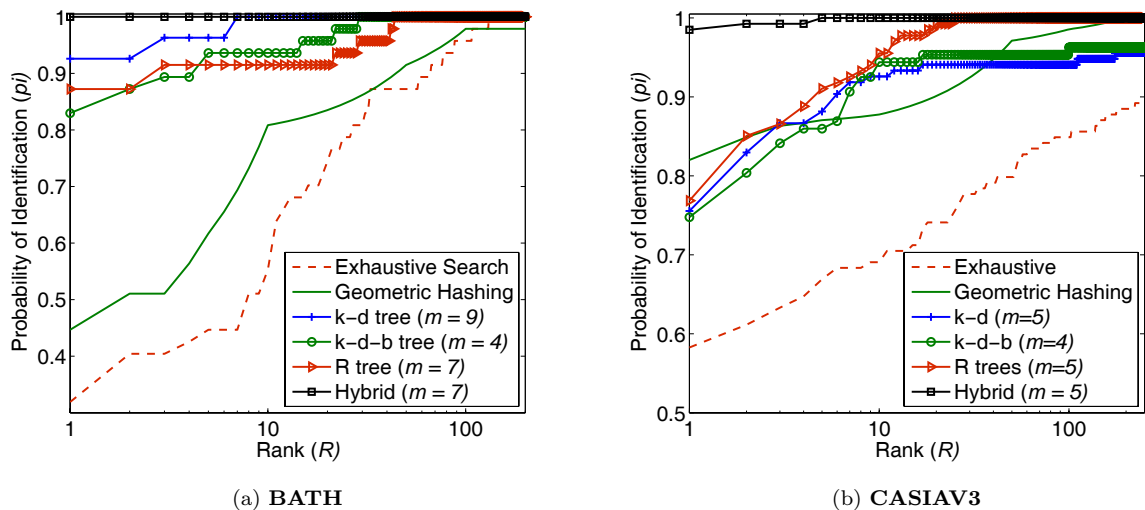 Probability of Identification (pi)
1
0.9
0.8
0.7
0.6
0.5
0.4
1
10
100
Rank (R)
Exhaustive Search
Geometric Hashing
k-d tree (m = 9)
k-d-b tree (m = 4)
R tree (m = 7)
Hybrid (m = 7)
(a) BATH
Probability of Identification (pi)
1
0.9
0.8
0.7
0.6
0.5
1
10
100
Rank (R)
Exhaustive
Geometric Hashing
k-d (m=5)
k-d-b (m=4)
R trees (m=5)
Hybrid (m = 5)
(b) CASIAV3